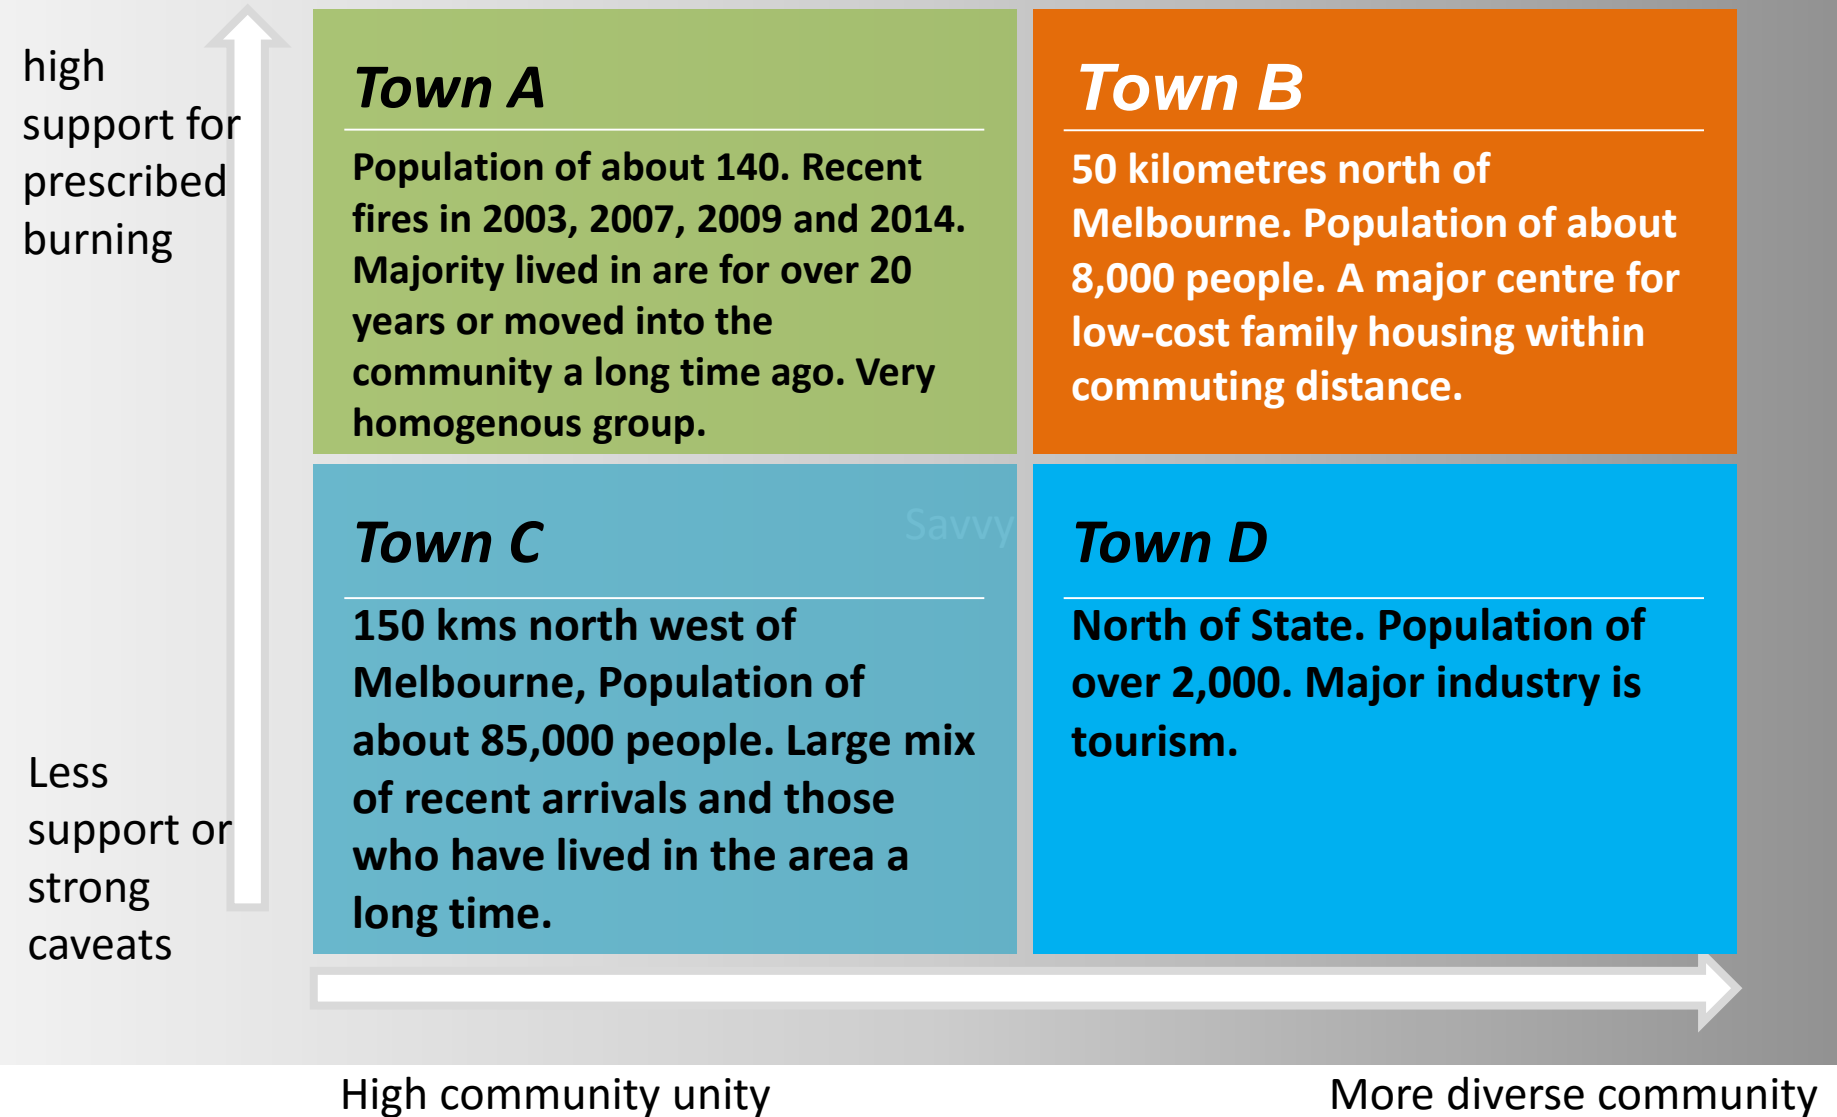 high
support for
prescribed
burning
Town A
Population of about 140. Recent
fires in 2003, 2007, 2009 and 2014.
Majority lived in are for over 20
years or moved into the
community a long time ago. Very
homogenous group.
Town B
50 kilometres north of
Melbourne. Population of about
8,000 people. A major centre for
low-cost family housing within
commuting distance.
Less
support or
strong
caveats
Town C
Savvy
150 kms north west of
Melbourne, Population of
about 85,000 people. Large mix
of recent arrivals and those
who have lived in the area a
long time.
Town D
North of State. Population of
over 2,000. Major industry is
tourism.
High community unity
More diverse community